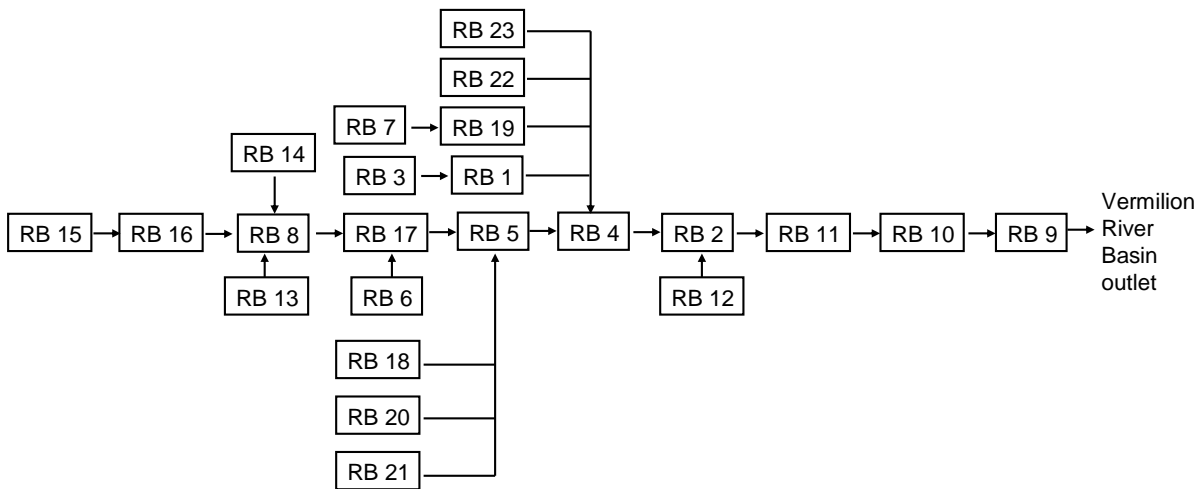 RB 23
RB 22
RB 7 RB 19
RB 14
RB 3 RB 1
RB 15 RB 16 RB 8 RB 17 RB 5 RB 4 RB 2 RB 11 RB 10 RB 9
Vermilion
River
Basin
outlet
RB 13 RB 6 RB 12
RB 18
RB 20
RB 21